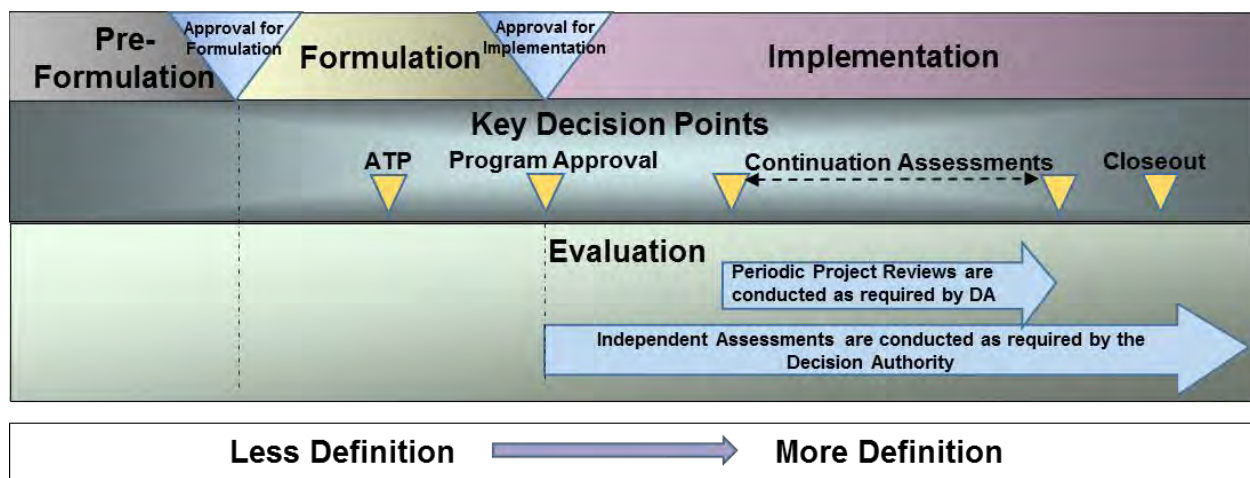 Pre-
Formulation
Approval for
Formulation
Formulation
Approval for
Implementation
Implementation
Key Decision Points
ATP
Program Approval
Continuation Assessments
Closeout
Evaluation
Periodic Project Reviews are
conducted as required by DA
Independent Assessments are conducted as required by the
Decision Authority
Less Definition
More Definition